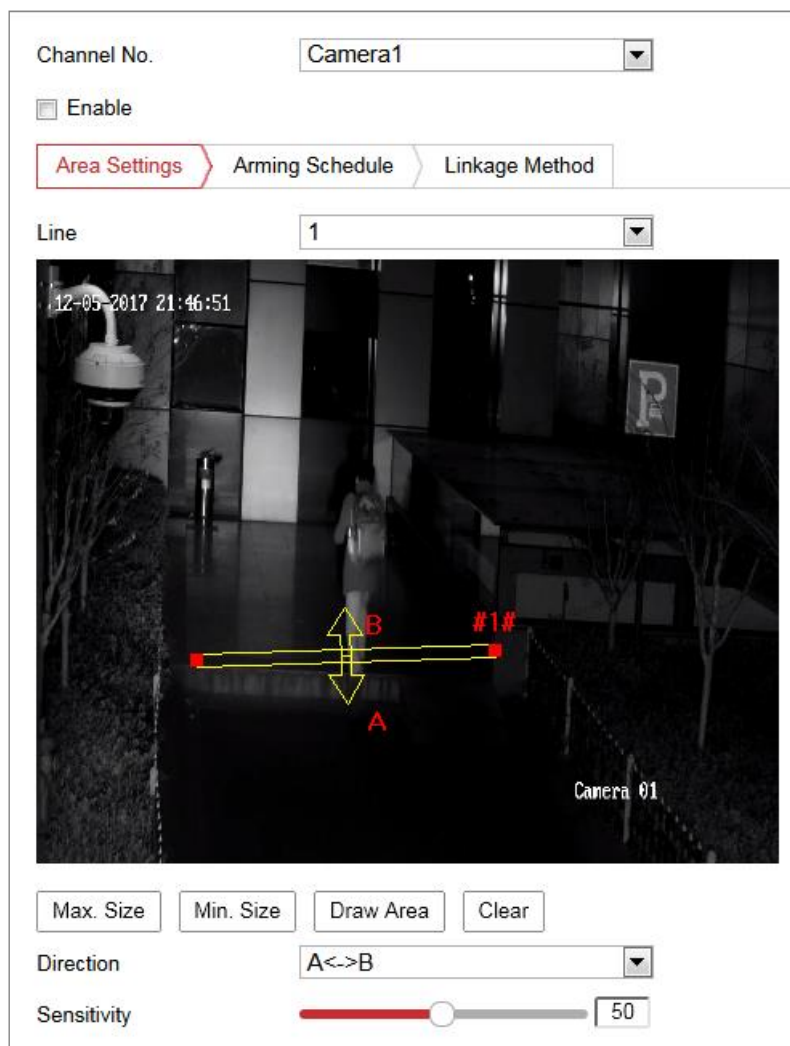 Channel No. Camera1
Enable
Area Settings Arming Schedule Linkage Method
Line 1
12-05-2017 21:46:51
P
B #1#
A
Camera 01
Max. Size Min. Size Draw Area Clear
Direction A<->B
Sensitivity 50